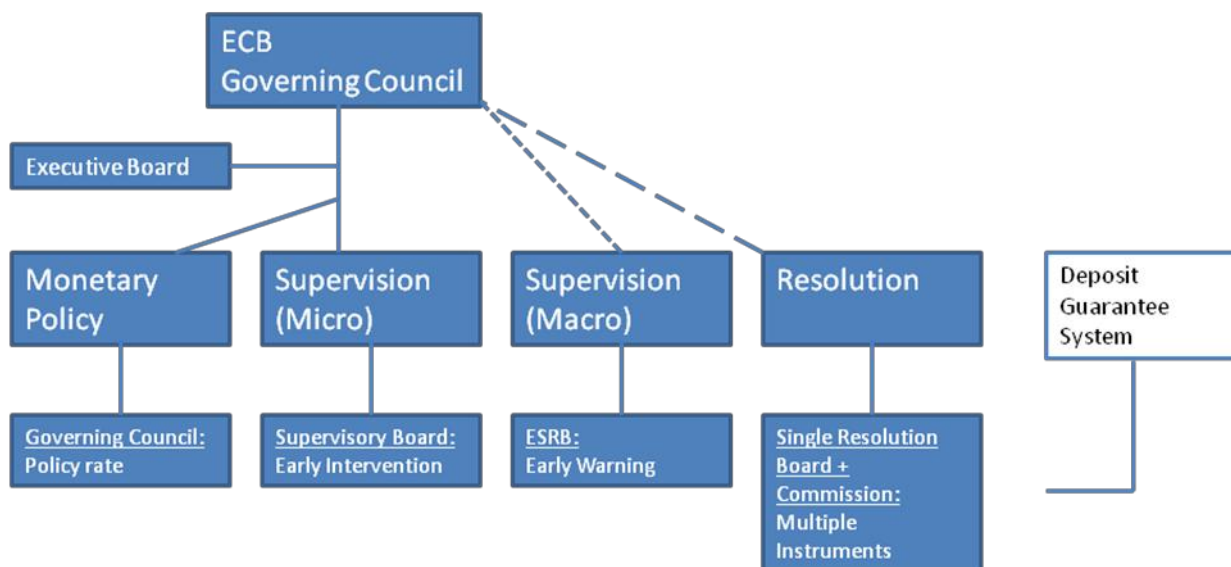 ECB
Governing Council
Executive Board
Monetary
Policy
Supervision
(Micro)
Supervision
(Macro)
Resolution
Deposit
Guarantee
System
Governing Council:
Policy rate
Supervisory Board:
Early Intervention
ESRB:
Early Warning
Single Resolution
Board +
Commission:
Multiple
Instruments